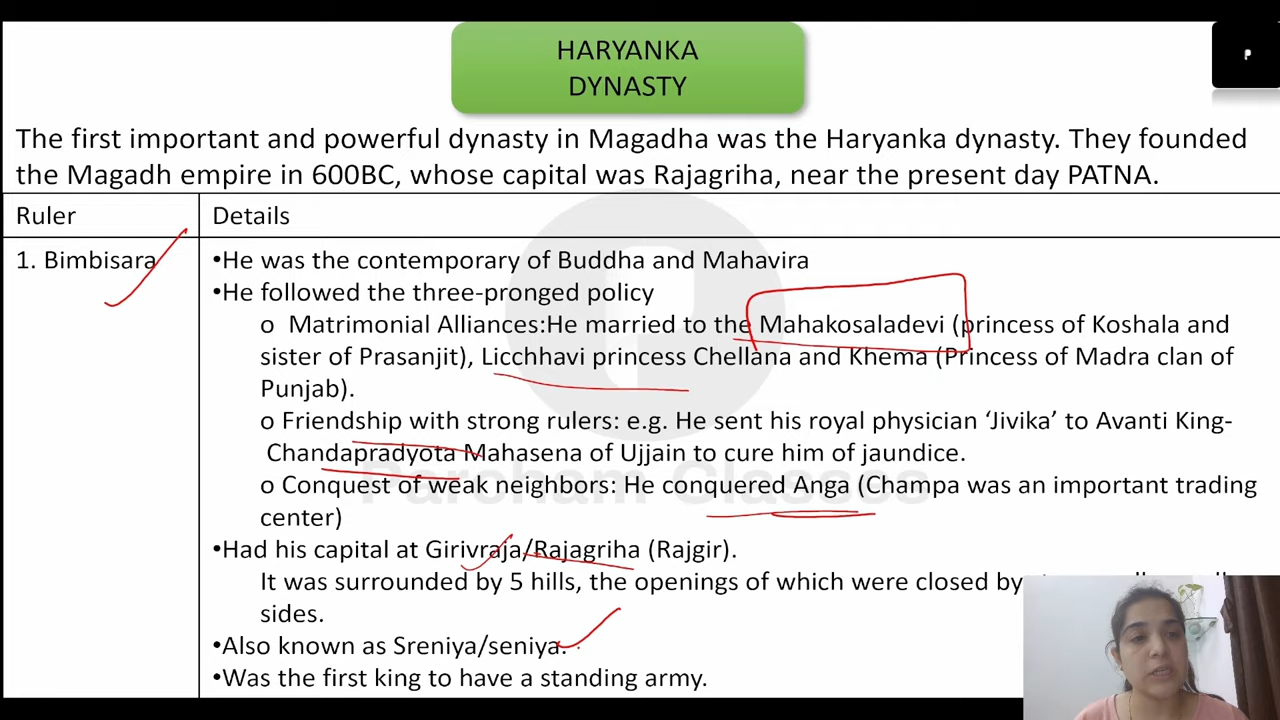 HARYANKA
DYNASTY
P
The first important and powerful dynasty in Magadha was the Haryanka dynasty. They founded
the Magadh empire in 600BC, whose capital was Rajagriha, near the present day PATNA.
Ruler Details
1. Bimbisara •He was the contemporary of Buddha and Mahavira
•He followed the three-pronged policy
o Matrimonial Alliances:He married to the Mahakosaladevi (princess of Koshala and
sister of Prasanjit), Licchhavi princess Chellana and Khema (Princess of Madra clan of
Punjab).
o Friendship with strong rulers: e.g. He sent his royal physician ‘Jivika’ to Avanti King-
Chandapradyota Mahasena of Ujjain to cure him of jaundice.
Parcham Classes
o Conquest of weak neighbors: He conquered Anga (Champa was an important trading
center)
•Had his capital at Girivraja/Rajagriha (Rajgir).
It was surrounded by 5 hills, the openings of which were closed by
sides.
•Also known as Sreniya/seniya.
•Was the first king to have a standing army.